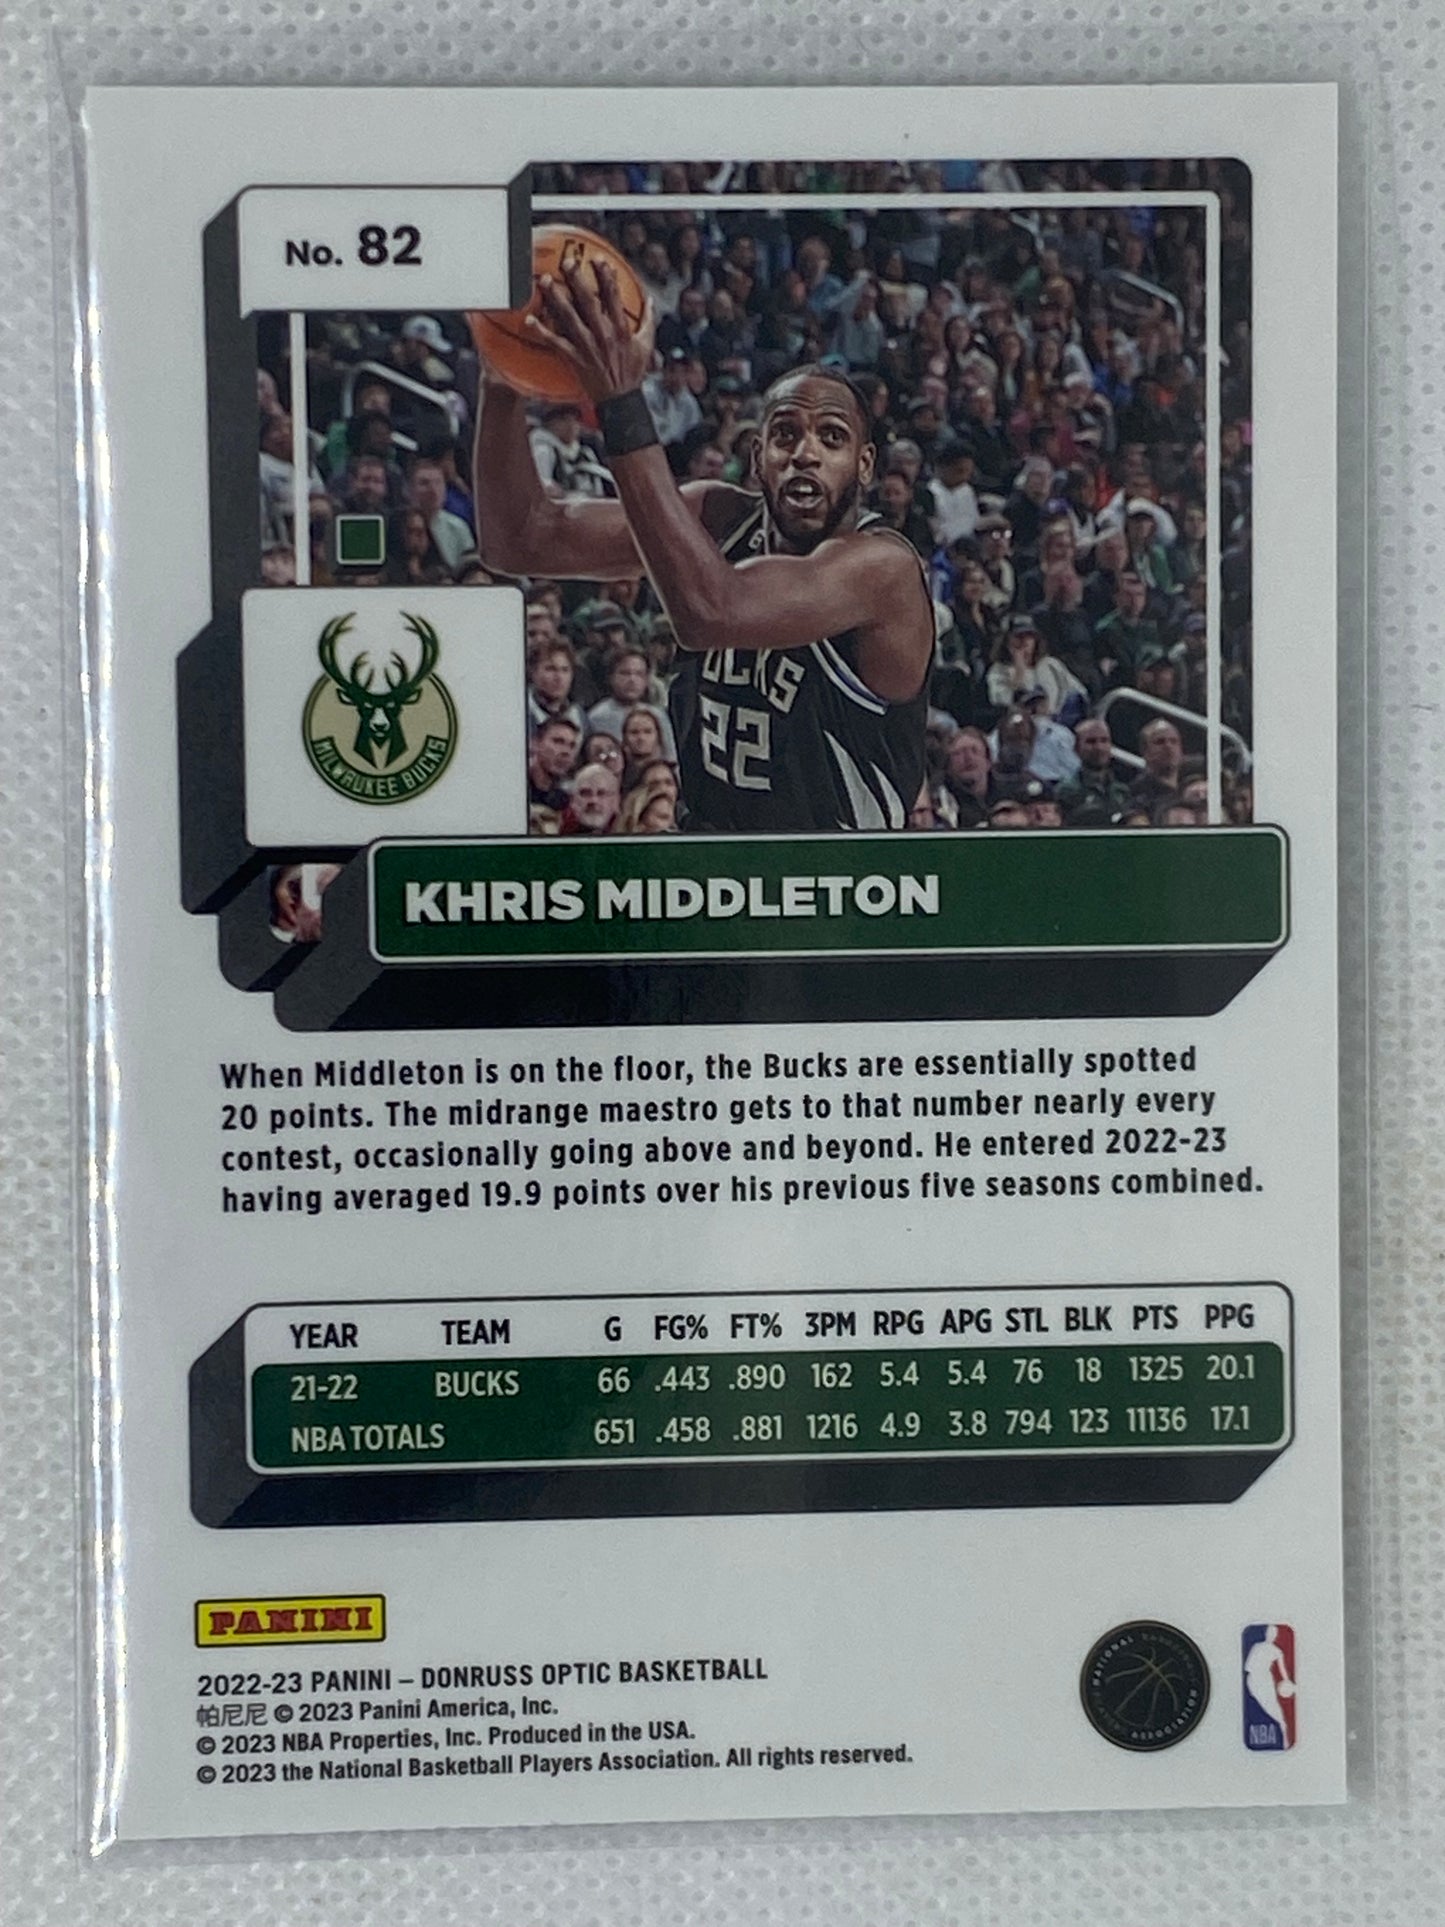 No. 82
BUCKS
22
MILWAUKEE BUCKS
KHRIS MIDDLETON
When Middleton is on the floor, the Bucks are essentially spotted
20 points. The midrange maestro gets to that number nearly every
contest, occasionally going above and beyond. He entered 2022-23
having averaged 19.9 points over his previous five seasons combined.
YEAR TEAM G FG% FT% 3PM RPG APG STL BLK PTS PPG
21-22 BUCKS 66 .443 .890 162 5.4 5.4 76 18 1325 20.1
NBA TOTALS 651 .458 .881 1216 4.9 3.8 794 123 11136 17.1
PANINI
2022-23 PANINI – DONRUSS OPTIC BASKETBALL
帕尼尼 © 2023 Panini America, Inc.
© 2023 NBA Properties, Inc. Produced in the USA.
© 2023 the National Basketball Players Association. All rights reserved.
NATIONAL BASKETBALL PLAYERS ASSOCIATION
NBA